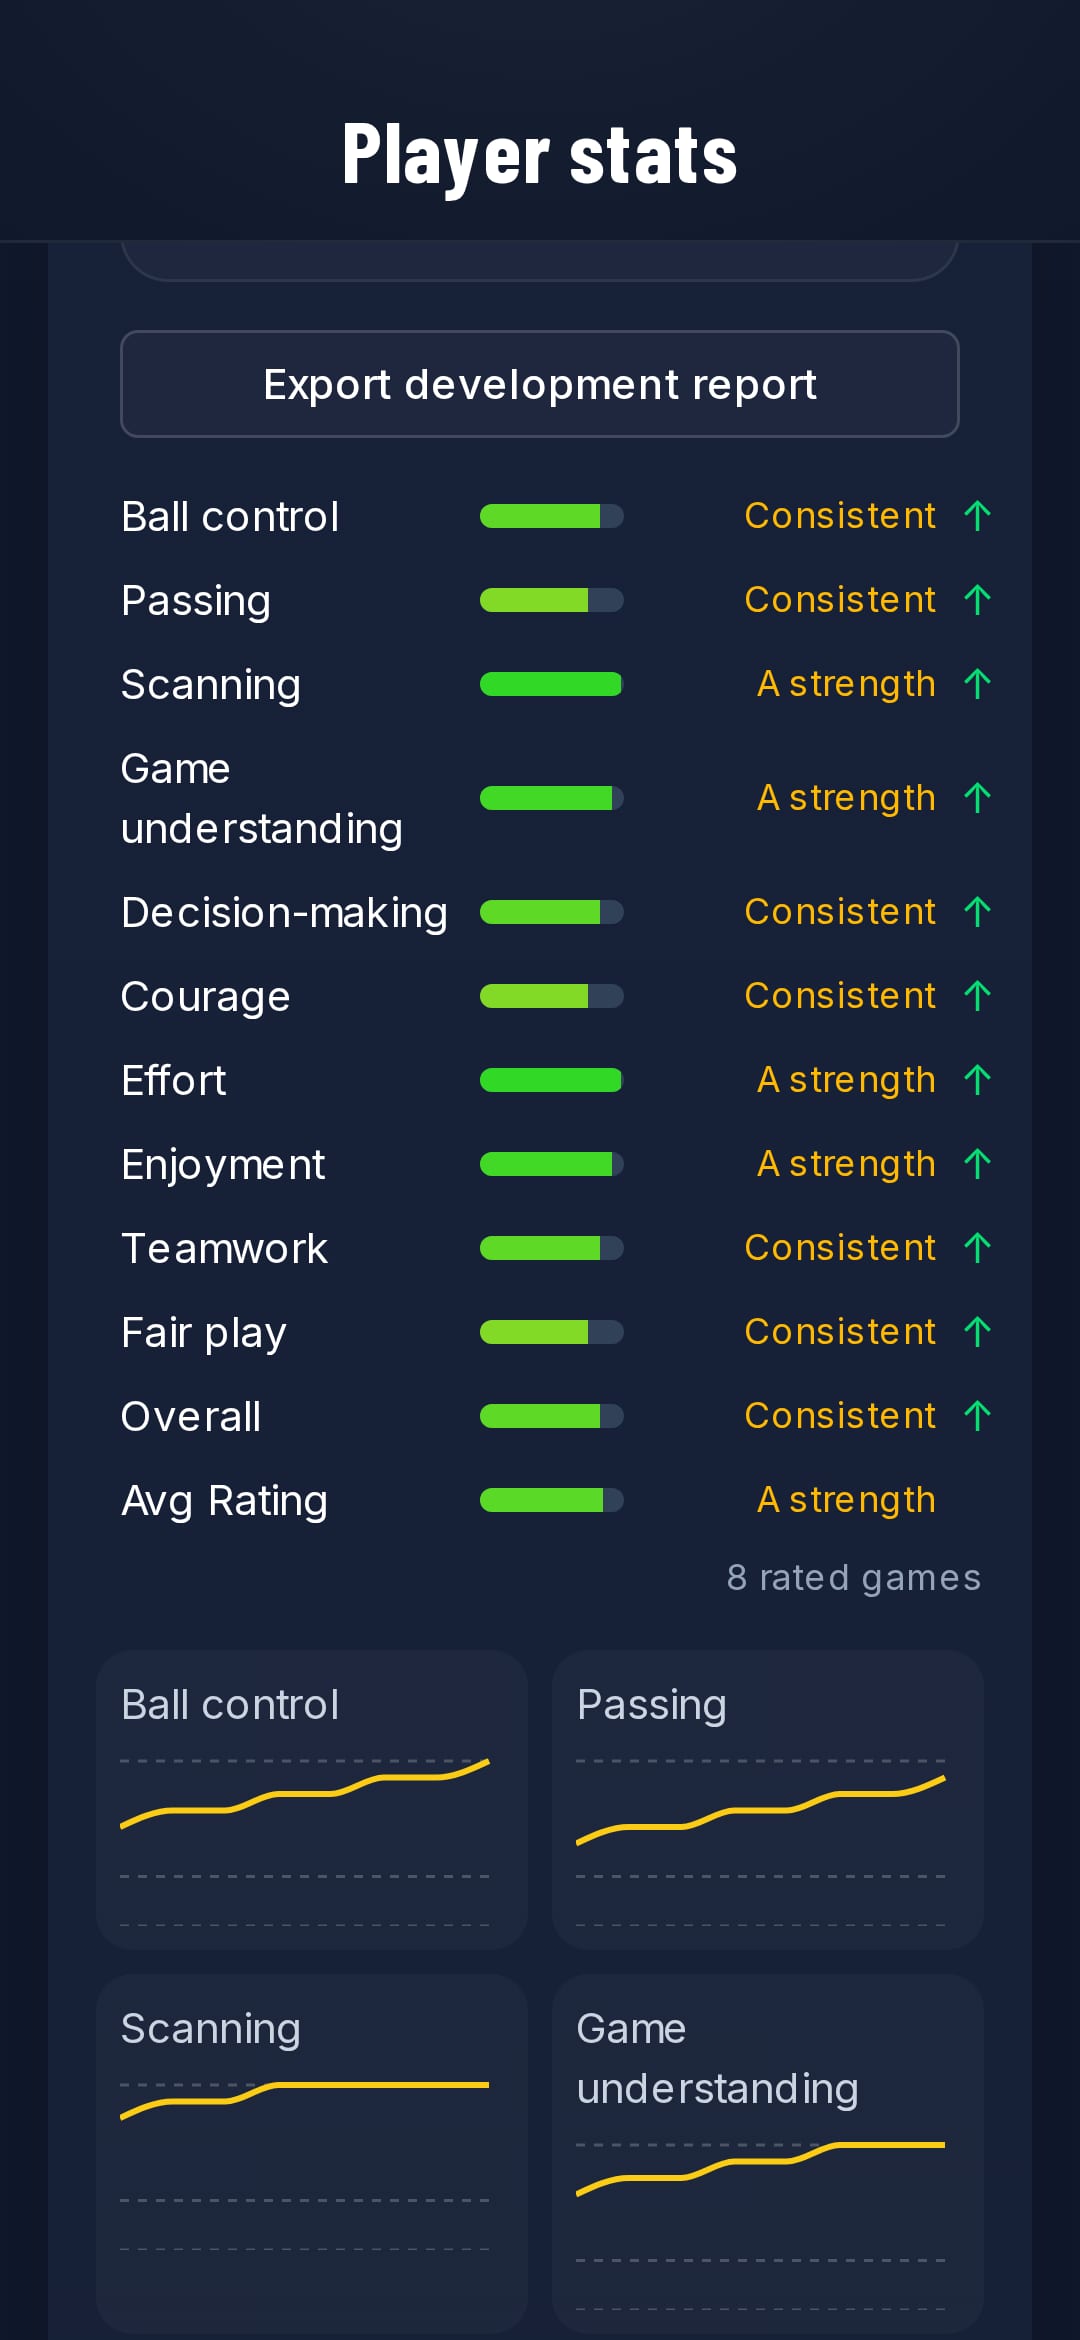 Player stats
Export development report
Ball control Consistent ↑
Passing Consistent ↑
Scanning A strength ↑
Game
understanding A strength ↑
Decision-making Consistent ↑
Courage Consistent ↑
Effort A strength ↑
Enjoyment A strength ↑
Teamwork Consistent ↑
Fair play Consistent ↑
Overall Consistent ↑
Avg Rating A strength
8 rated games
Ball control
Passing
Scanning
Game
understanding